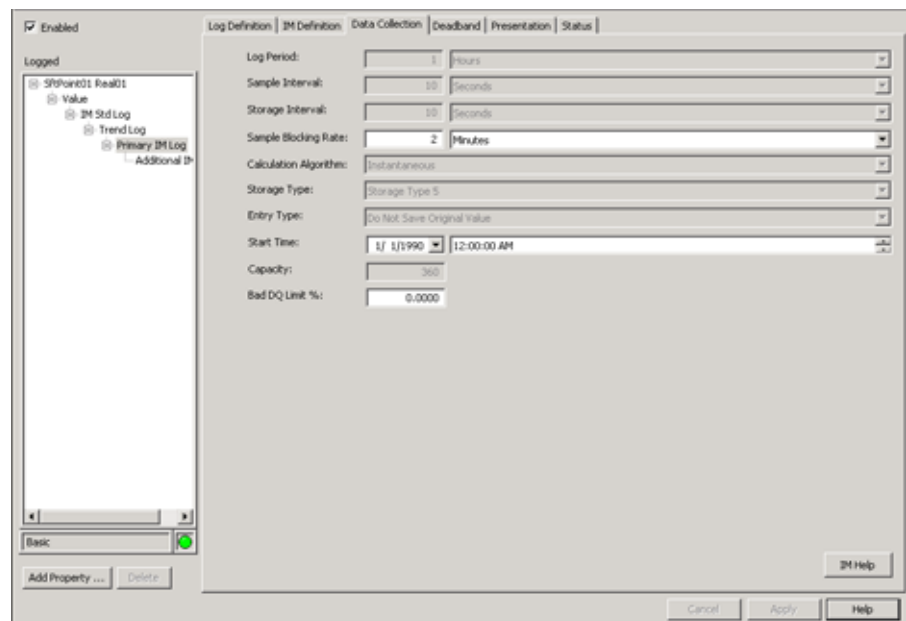 Enabled
Log Definition IM Definition Data Collection Deadband Presentation Status
Logged
SftPoint01 Real01
Value
IM Std Log
Trend Log
Primary IM Log
Additional IM
Basic
Add Property ... Delete
Log Period: 1 Hours
Sample Interval: 10 Seconds
Storage Interval: 10 Seconds
Sample Blocking Rate: 2 Minutes
Calculation Algorithm: Instantaneous
Storage Type: Storage Type 5
Entry Type: Do Not Save Original Value
Start Time: 1/ 1/1990 12:00:00 AM
Capacity: 360
Bad DQ Limit %: 0.0000
IM Help
Cancel Apply Help